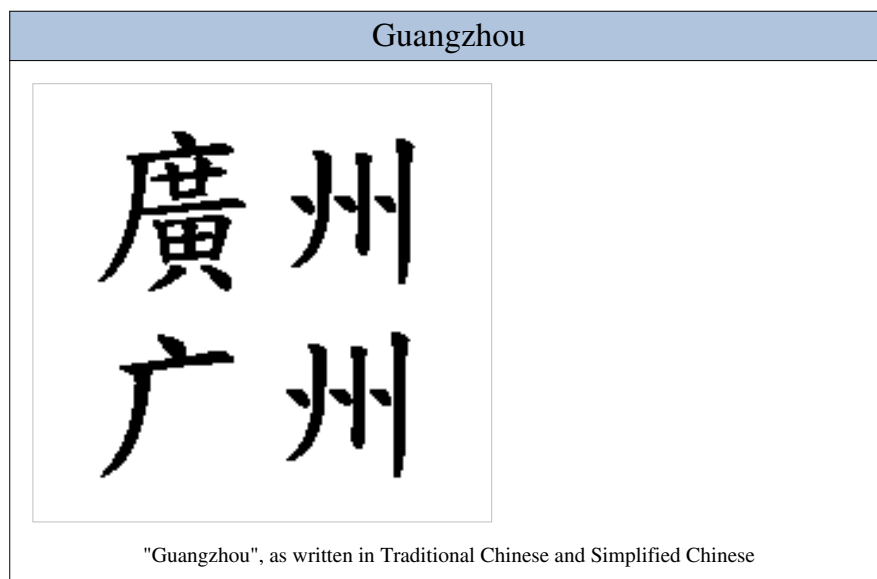 Guangzhou
廣州
广州
"Guangzhou", as written in Traditional Chinese and Simplified Chinese